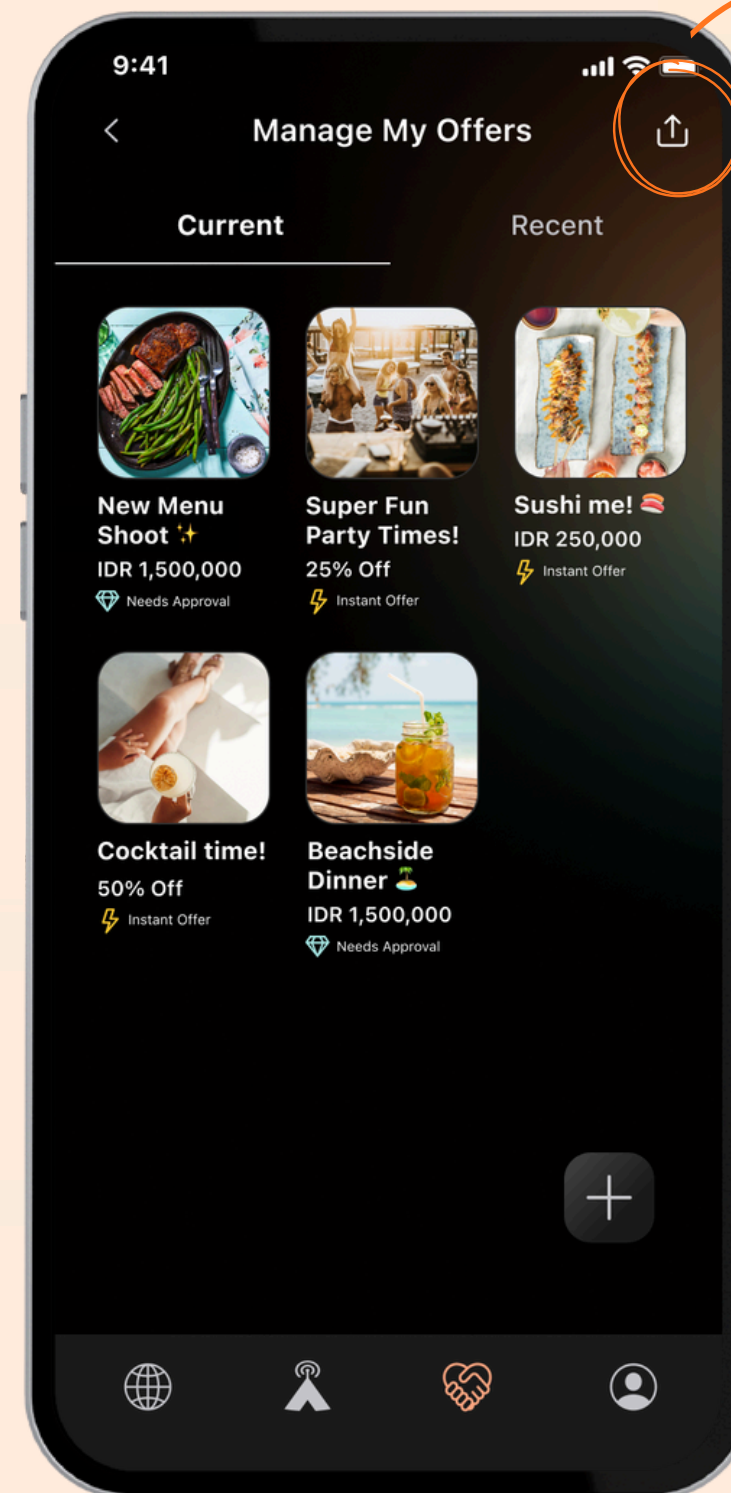 9:41
Manage My Offers
Current
Recent
New Menu
Shoot ✨
IDR 1,500,000
Needs Approval
Super Fun
Party Times!
25% Off
Instant Offer
Sushi me! 🍣
IDR 250,000
Instant Offer
Cocktail time!
50% Off
Instant Offer
Beachside
Dinner 🏝️
IDR 1,500,000
Needs Approval